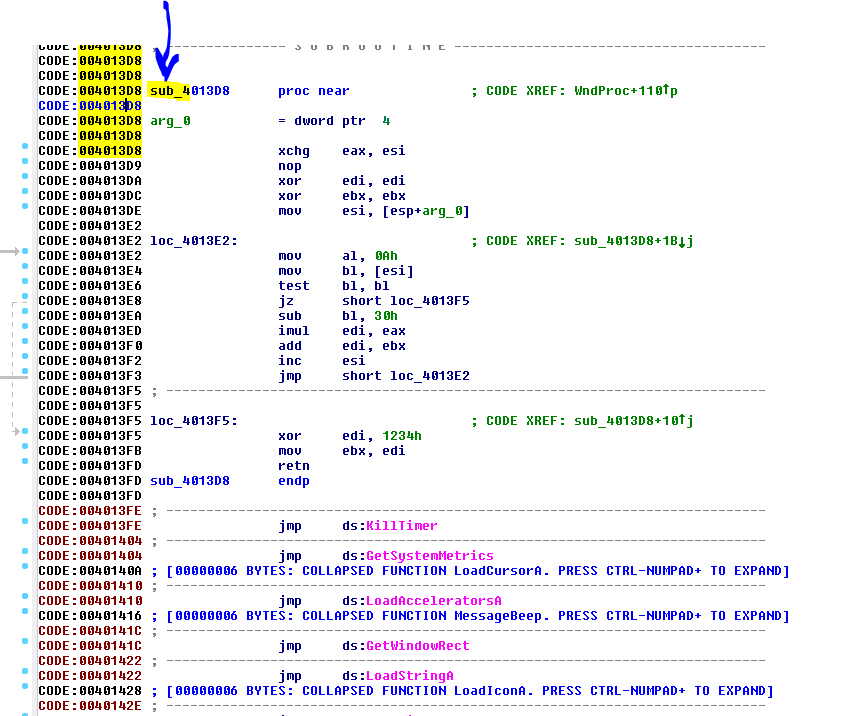 CODE:004013D8 ; --------------- S U B R O U T I N E ---------------------------------------
CODE:004013D8
CODE:004013D8
CODE:004013D8 sub_4013D8 proc near ; CODE XREF: WndProc+110↑p
CODE:004013D8
CODE:004013D8 arg_0 = dword ptr 4
CODE:004013D8
CODE:004013D8 xchg eax, esi
CODE:004013D9 nop
CODE:004013DA xor edi, edi
CODE:004013DC xor ebx, ebx
CODE:004013DE mov esi, [esp+arg_0]
CODE:004013E2
CODE:004013E2 loc_4013E2: ; CODE XREF: sub_4013D8+1B↓j
CODE:004013E2 mov al, 0Ah
CODE:004013E4 mov bl, [esi]
CODE:004013E6 test bl, bl
CODE:004013E8 jz short loc_4013F5
CODE:004013EA sub bl, 30h
CODE:004013ED imul edi, eax
CODE:004013F0 add edi, ebx
CODE:004013F2 inc esi
CODE:004013F3 jmp short loc_4013E2
CODE:004013F5 ; ---------------------------------------------------------------------------
CODE:004013F5
CODE:004013F5 loc_4013F5: ; CODE XREF: sub_4013D8+10↑j
CODE:004013F5 xor edi, 1234h
CODE:004013FB mov ebx, edi
CODE:004013FD retn
CODE:004013FD sub_4013D8 endp
CODE:004013FD
CODE:004013FE ; ---------------------------------------------------------------------------
CODE:004013FE jmp ds:KillTimer
CODE:00401404 ; ---------------------------------------------------------------------------
CODE:00401404 jmp ds:GetSystemMetrics
CODE:0040140A ; [00000006 BYTES: COLLAPSED FUNCTION LoadCursorA. PRESS CTRL-NUMPAD+ TO EXPAND]
CODE:00401410 ; ---------------------------------------------------------------------------
CODE:00401410 jmp ds:LoadAcceleratorsA
CODE:00401416 ; [00000006 BYTES: COLLAPSED FUNCTION MessageBeep. PRESS CTRL-NUMPAD+ TO EXPAND]
CODE:0040141C ; ---------------------------------------------------------------------------
CODE:0040141C jmp ds:GetWindowRect
CODE:00401422 ; ---------------------------------------------------------------------------
CODE:00401422 jmp ds:LoadStringA
CODE:00401428 ; [00000006 BYTES: COLLAPSED FUNCTION LoadIconA. PRESS CTRL-NUMPAD+ TO EXPAND]
CODE:0040142E ; ---------------------------------------------------------------------------